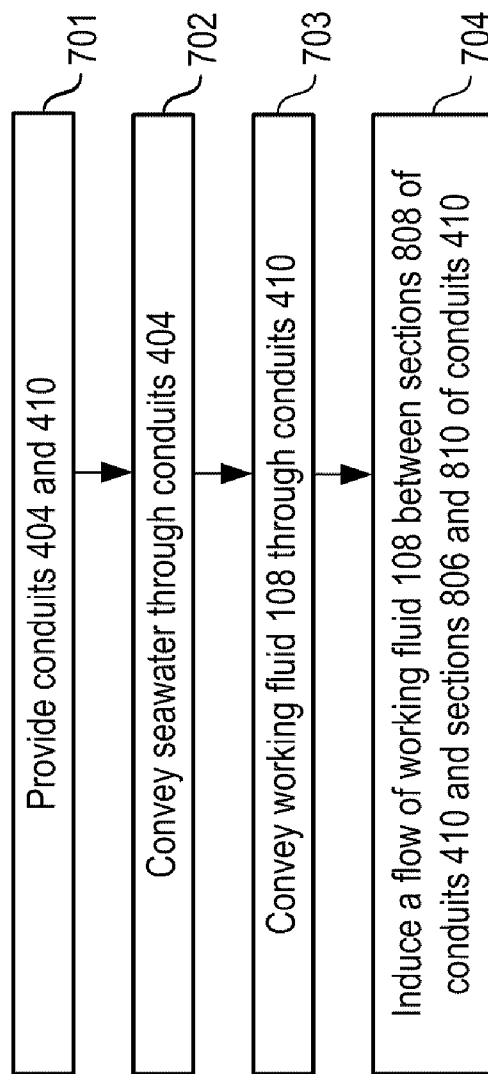 Provide conduits 404 and 410
701
Convey seawater through conduits 404
702
Convey working fluid 108 through conduits 410
703
Induce a flow of working fluid 108 between sections 808 of
conduits 410 and sections 806 and 810 of conduits 410
704